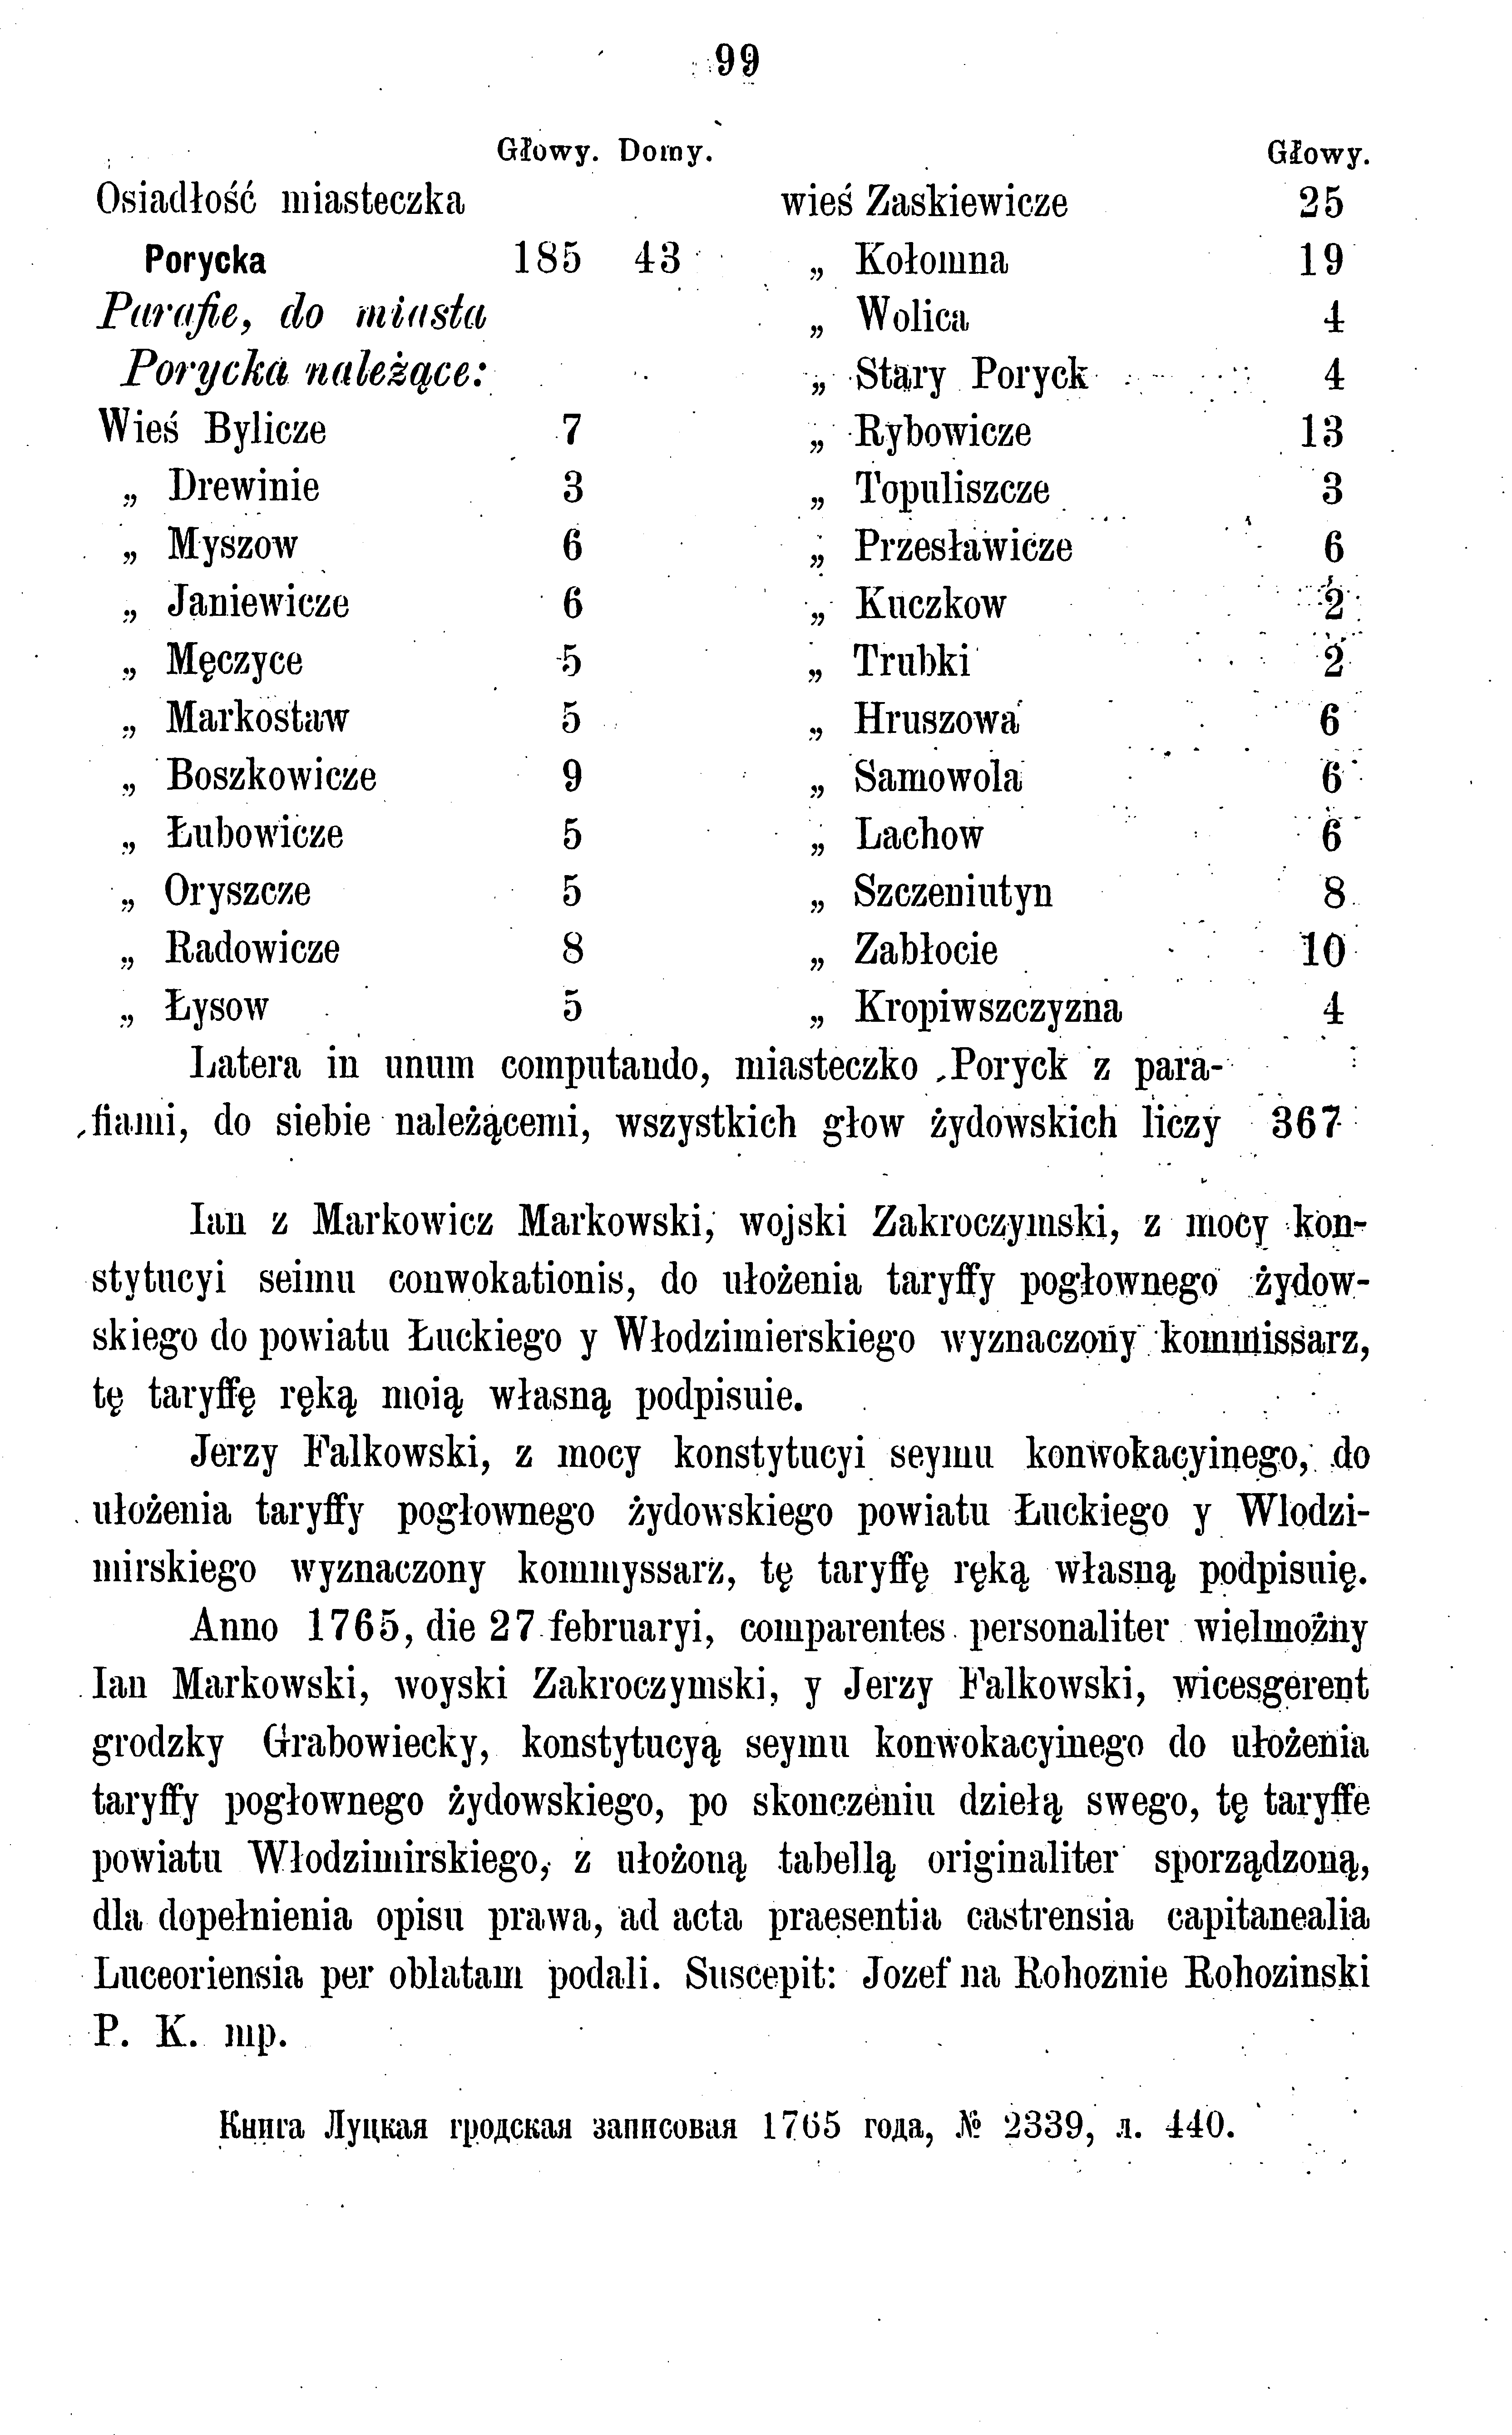 99
Głowy. Domy.
Osiadłość miasteczka
Porycka 185 43
Parafie, do miasta
Porycka należące:
Wieś Bylicze 7
„ Drewinie 3
„ Myszow 6
„ Janiewicze 6
„ Męczyce 5
„ Markostaw 5
„ Boszkowicze 9
„ Łubowicze 5
„ Oryszcze 5
„ Radowicze 8
„ Łysow 5
Głowy.
wieś Zaskiewicze 25
„ Kołomna 19
„ Wolica 4
„ Stary Poryck 4
„ Rybowicze 13
„ Topuliszcze 3
„ Przesławicze 6
„ Kuczkow 2
„ Trubki 2
„ Hruszowa 6
„ Samowola 6
„ Lachow 6
„ Szczeniutyn 8
„ Zabłocie 10
„ Kropiwszczyzna 4
Latera in unum computando, miasteczko Poryck z para-
fiami, do siebie należącemi, wszystkich głow żydowskich liczy 367
Ian z Markowicz Markowski, wojski Zakroczymski, z mocy kon-
stytucyi seimu conwokationis, do ułożenia taryffy pogłownego żydow-
skiego do powiatu Łuckiego y Włodzimierskiego wyznaczony kommissarz,
tę taryffę ręką moią własną podpisuie.
Jerzy Falkowski, z mocy konstytucyi seymu konwokacyinego, do
ułożenia taryffy pogłownego żydowskiego powiatu Łuckiego y Wlodzi-
mirskiego wyznaczony kommyssarz, tę taryffę ręką własną podpisuię.
Anno 1765, die 27 februaryi, comparentes personaliter wielmożny
Ian Markowski, woyski Zakroczymski, y Jerzy Falkowski, wicesgerent
grodzky Grabowiecky, konstytucyą seymu konwokacyinego do ułożenia
taryffy pogłownego żydowskiego, po skonczeniu dziełą swego, tę taryffe
powiatu Włodzimirskiego, z ułożoną tabellą originaliter sporządzoną,
dla dopełnienia opisu prawa, ad acta praesentia castrensia capitanealia
Luceoriensia per oblatam podali. Suscepit: Jozef na Rohoznie Rohozinski
P. K. mp.
Книга Луцкая гродская записовая 1765 года, № 2339, л. 440.